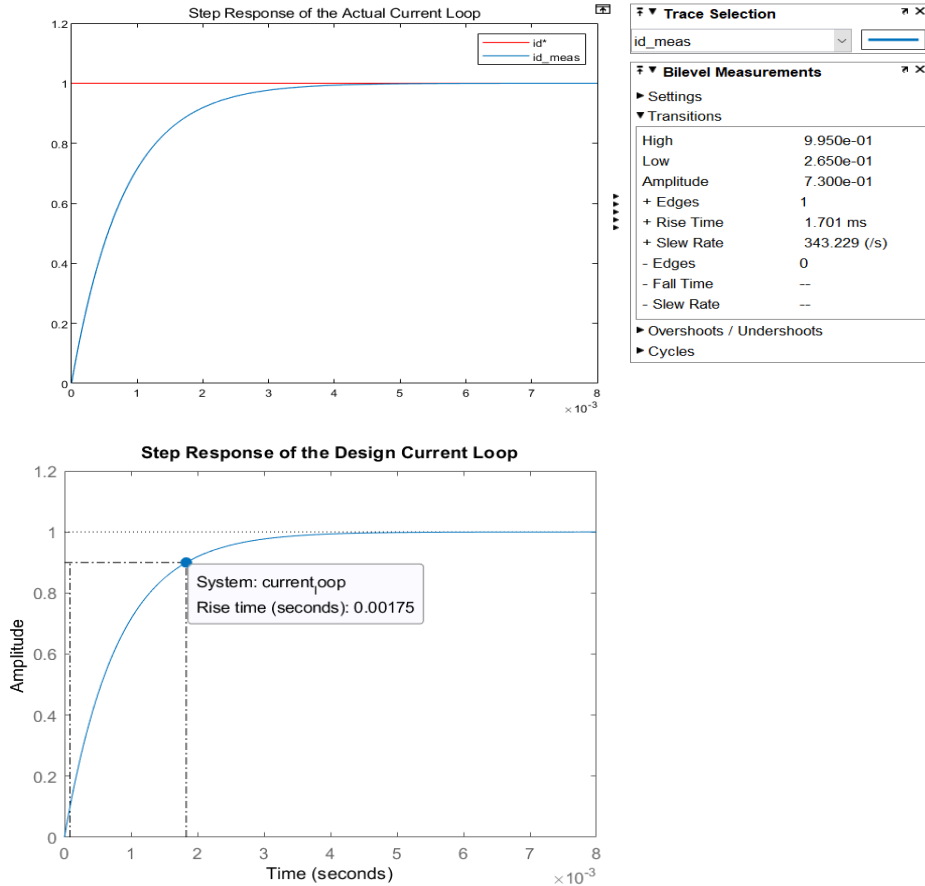 Step Response of the Actual Current Loop
1.2
1
0.8
0.6
0.4
0.2
0
0
1
2
3
4
5
6
7
8
×10⁻³
id*
id_meas
Trace Selection
id_meas
Bilevel Measurements
Settings
Transitions
High 9.950e-01
Low 2.650e-01
Amplitude 7.300e-01
+ Edges 1
+ Rise Time 1.701 ms
+ Slew Rate 343.229 (/s)
- Edges 0
- Fall Time --
- Slew Rate --
Overshoots / Undershoots
Cycles
Step Response of the Design Current Loop
Amplitude
1.2
1
0.8
0.6
0.4
0.2
0
System: current_loop
Rise time (seconds): 0.00175
0
1
2
3
4
5
6
7
8
Time (seconds)
×10⁻³